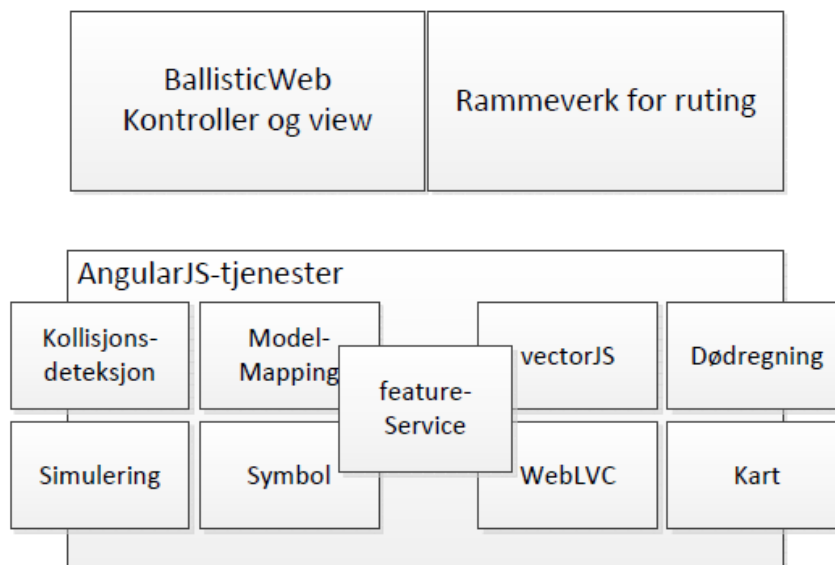 BallisticWeb
Kontroller og view
Rammeverk for ruting
AngularJS-tjenester
Kollisjons-
deteksjon
Model-
Mapping
feature-
Service
vectorJS
Dødregning
Simulering
Symbol
WebLVC
Kart